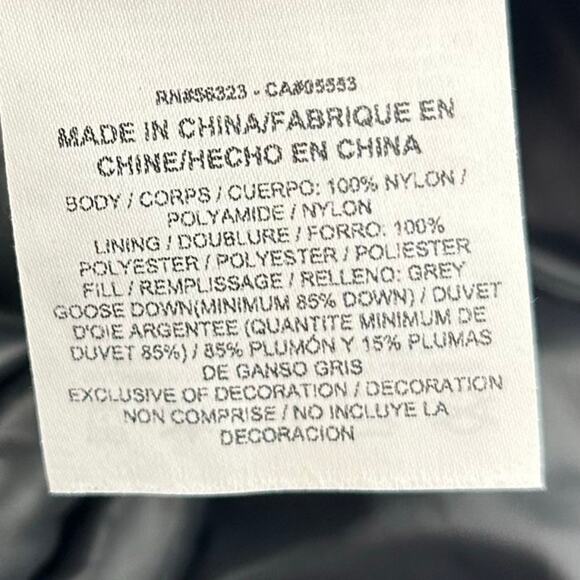 RN#56323 - CA#05553
MADE IN CHINA/FABRIQUE EN
CHINE/HECHO EN CHINA
BODY / CORPS / CUERPO: 100% NYLON /
POLYAMIDE / NYLON
LINING / DOUBLURE / FORRO: 100%
POLYESTER / POLYESTER / POLIESTER
FILL / REMPLISSAGE / RELLENO: GREY
GOOSE DOWN(MINIMUM 85% DOWN) / DUVET
D'OIE ARGENTEE (QUANTITE MINIMUM DE
DUVET 85%) / 85% PLUMÓN Y 15% PLUMAS
DE GANSO GRIS
EXCLUSIVE OF DECORATION / DECORATION
NON COMPRISE / NO INCLUYE LA
DECORACION